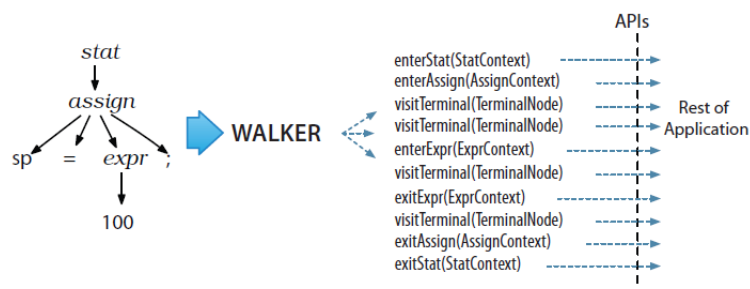 stat
assign
sp = expr ;
100
WALKER
APIs
enterStat(StatContext)
enterAssign(AssignContext)
visitTerminal(TerminalNode)
visitTerminal(TerminalNode)
enterExpr(ExprContext)
visitTerminal(TerminalNode)
exitExpr(ExprContext)
visitTerminal(TerminalNode)
exitAssign(AssignContext)
exitStat(StatContext)
Rest of
Application